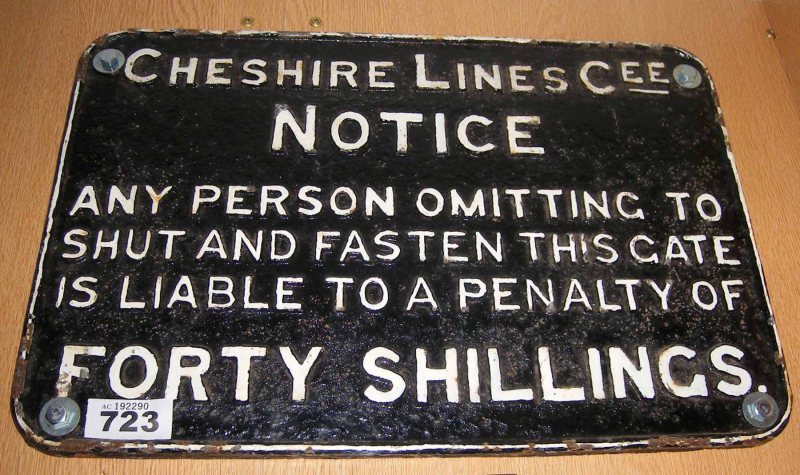 CHESHIRE LINES CEE
NOTICE
ANY PERSON OMITTING TO
SHUT AND FASTEN THIS GATE
IS LIABLE TO A PENALTY OF
FORTY SHILLINGS.
AC 192290
723